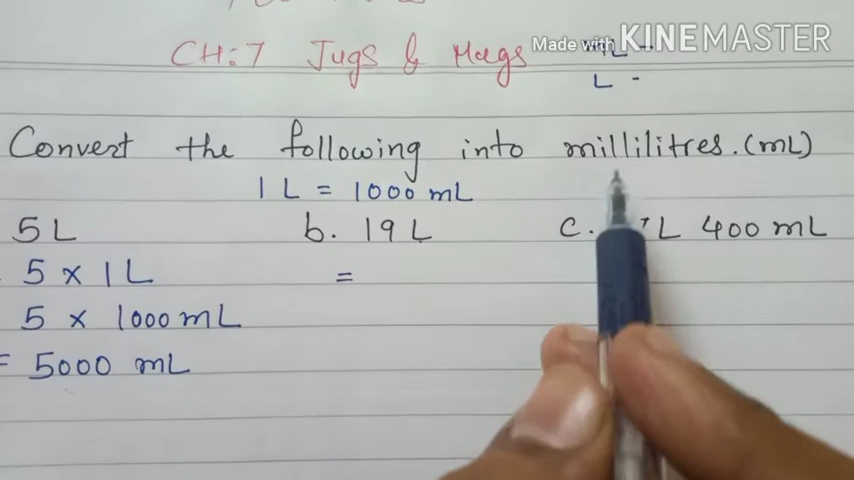 Made with KINEMASTER
CH:7 Jugs & Mugs
L -
Convert the following into millilitres. (mL)
1 L = 1000 mL
5L b. 19 L c. L 400 mL
5 x 1 L =
5 x 1000 mL
= 5000 mL